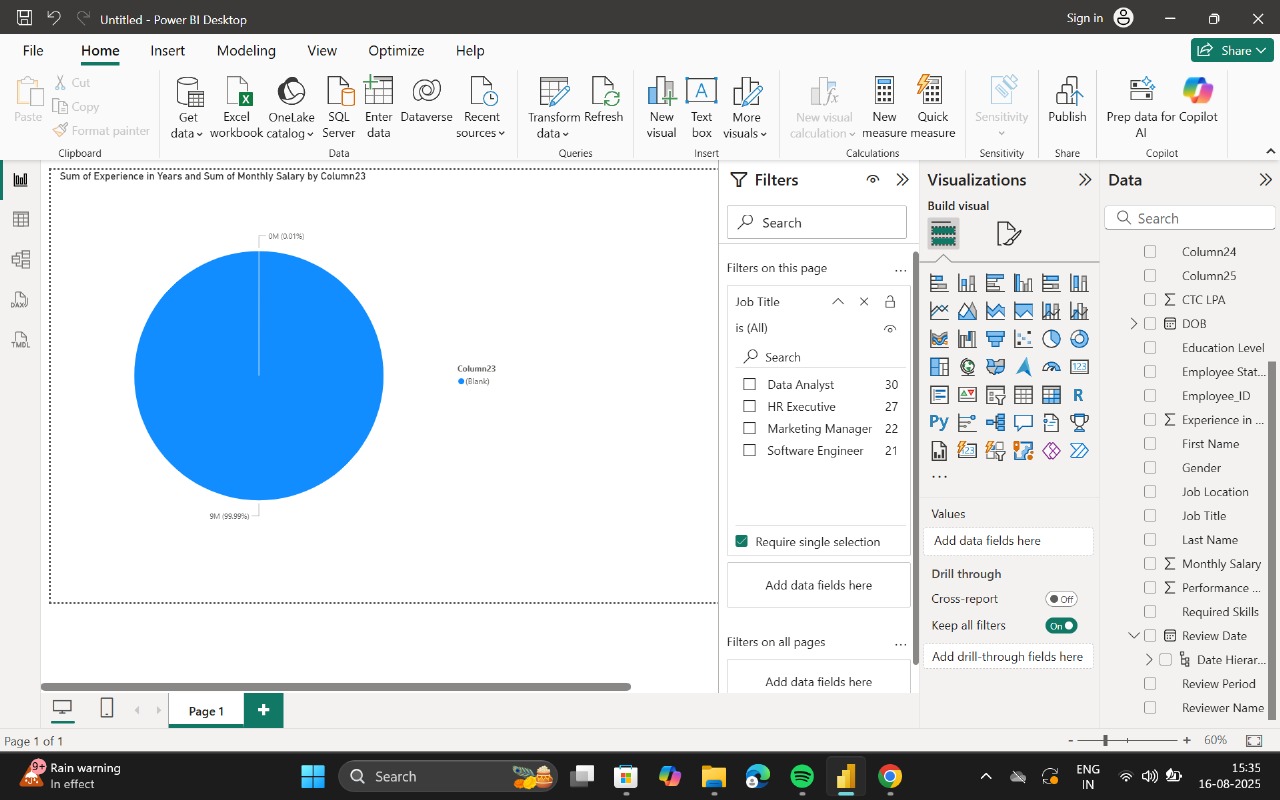 Untitled - Power BI Desktop
Sign in
File
Home
Insert
Modeling
View
Optimize
Help
Share
Paste
Cut
Copy
Format painter
Clipboard
Get data
Excel workbook
OneLake catalog
SQL Server
Enter data
Dataverse
Recent sources
Data
Transform data
Refresh
Queries
New visual
Text box
More visuals
Insert
New visual calculation
New measure
Quick measure
Calculations
Sensitivity
Sensitivity
Publish
Share
Prep data for AI
Copilot
Copilot
DAX
TMDL
Sum of Experience in Years and Sum of Monthly Salary by Column23
0M (0.01%)
9M (99.99%)
Column23
(Blank)
Filters
Search
Filters on this page
...
Job Title
is (All)
Search
Data Analyst 30
HR Executive 27
Marketing Manager 22
Software Engineer 21
Require single selection
Add data fields here
Filters on all pages
...
Add data fields here
Visualizations
Build visual
123
R
Py
123
...
Values
Add data fields here
Drill through
Cross-report
Off
Keep all filters
On
Add drill-through fields here
Data
Search
Column24
Column25
CTC LPA
DOB
Education Level
Employee Stat...
Employee_ID
Experience in ...
First Name
Gender
Job Location
Job Title
Last Name
Monthly Salary
Performance ...
Required Skills
Review Date
Date Hierar...
Review Period
Reviewer Name
Page 1
Page 1 of 1
- + 60%
9+
Rain warning
In effect
Search
ENG
IN
15:35
16-08-2025